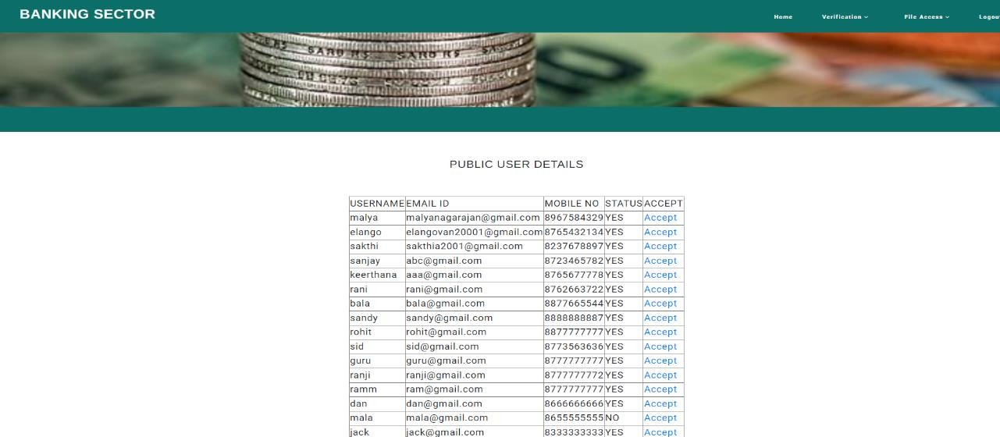 BANKING SECTOR Home Verification File Access Logou
PUBLIC USER DETAILS
USERNAME EMAIL ID MOBILE NO STATUS ACCEPT
malya malyanagarajan@gmail.com 8967584329 YES Accept
elango elangovan20001@gmail.com 8765432134 YES Accept
sakthi sakthia2001@gmail.com 8237678897 YES Accept
sanjay abc@gmail.com 8723465782 YES Accept
keerthana aaa@gmail.com 8765677778 YES Accept
rani rani@gmail.com 8762663722 YES Accept
bala bala@gmail.com 8877665544 YES Accept
sandy sandy@gmail.com 8888888887 YES Accept
rohit rohit@gmail.com 8877777777 YES Accept
sid sid@gmail.com 8773563636 YES Accept
guru guru@gmail.com 8777777777 YES Accept
ranji ranji@gmail.com 8777777772 YES Accept
ramm ram@gmail.com 8777777777 YES Accept
dan dan@gmail.com 8666666666 YES Accept
mala mala@gmail.com 8655555555 NO Accept
jack jack@gmail.com 8333333333 YES Accept